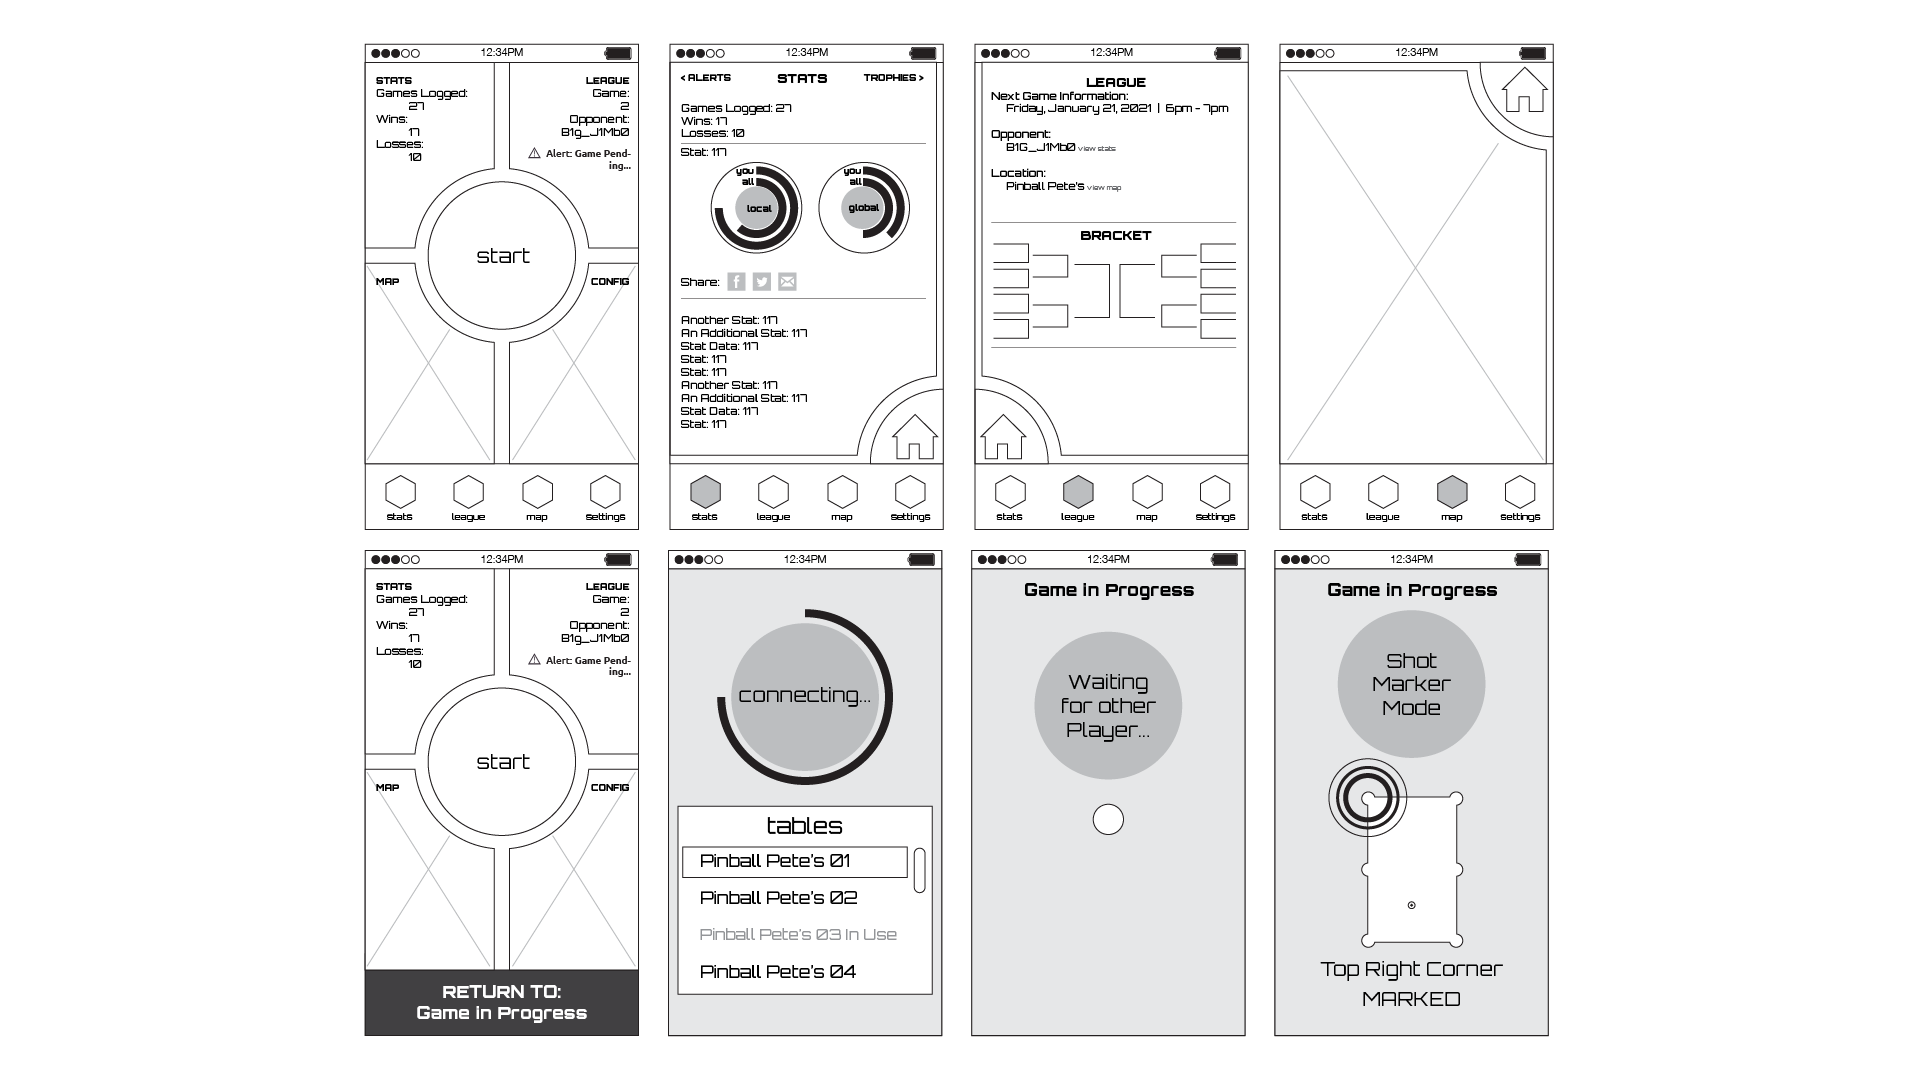 12:34PM
STATS
Games Logged:
27
Wins:
17
Losses:
10
LEAGUE
Game:
2
Opponent:
B1g_J1Mb0
Alert: Game Pend-
ing...
start
MAP
CONFIG
stats league map settings
12:34PM
< ALERTS STATS TROPHIES >
Games Logged: 27
Wins: 17
Losses: 10
Stat: 117
you
all
local
you
all
global
Share:
Another Stat: 117
An Additional Stat: 117
Stat Data: 117
Stat: 117
Stat: 117
Another Stat: 117
An Additional Stat: 117
Stat Data: 117
Stat: 117
stats league map settings
12:34PM
LEAGUE
Next Game Information:
Friday, January 21, 2021 | 6pm - 7pm
Opponent:
B1G_J1Mb0 view stats
Location:
Pinball Pete's view map
BRACKET
stats league map settings
12:34PM
stats league map settings
12:34PM
STATS
Games Logged:
27
Wins:
17
Losses:
10
LEAGUE
Game:
2
Opponent:
B1g_J1Mb0
Alert: Game Pend-
ing...
start
MAP
CONFIG
RETURN TO:
Game in Progress
12:34PM
connecting...
tables
Pinball Pete's 01
Pinball Pete's 02
Pinball Pete's 03 In Use
Pinball Pete's 04
12:34PM
Game in Progress
Waiting
for other
Player...
12:34PM
Game in Progress
Shot
Marker
Mode
Top Right Corner
MARKED